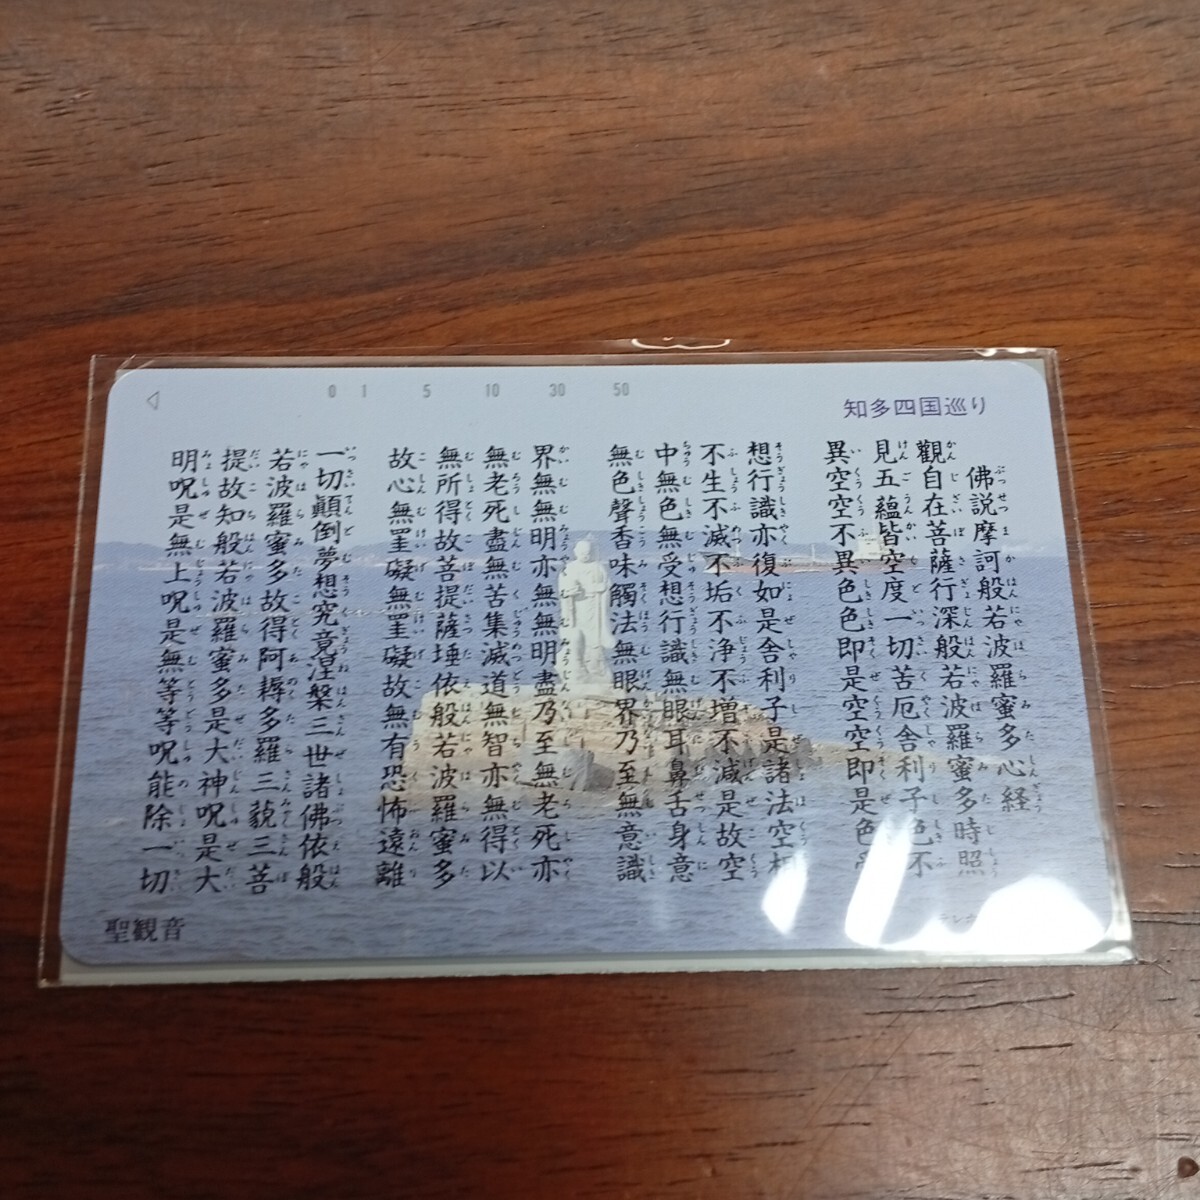 0 1 5 10 30 50
知多四国巡り
佛説摩訶般若波羅蜜多心経
觀自在菩薩行深般若波羅蜜多時照
見五蘊皆空度一切苦厄舎利子色不
異空空不異色色即是空空即是色受
想行識亦復如是舎利子是諸法空相
不生不滅不垢不浄不増不減是故空
中無色無受想行識無眼耳鼻舌身意
無色聲香味觸法無眼界乃至無意識
界無無明亦無無明盡乃至無老死亦
無老死盡無苦集滅道無智亦無得以
無所得故菩提薩埵依般若波羅蜜多
故心無罣礙無罣礙故無有恐怖遠離
一切顛倒夢想究竟涅槃三世諸佛依般
若波羅蜜多故得阿耨多羅三藐三菩
提故知般若波羅蜜多是大神呪是大
明呪是無上呪是無等等呪能除一切
聖観音